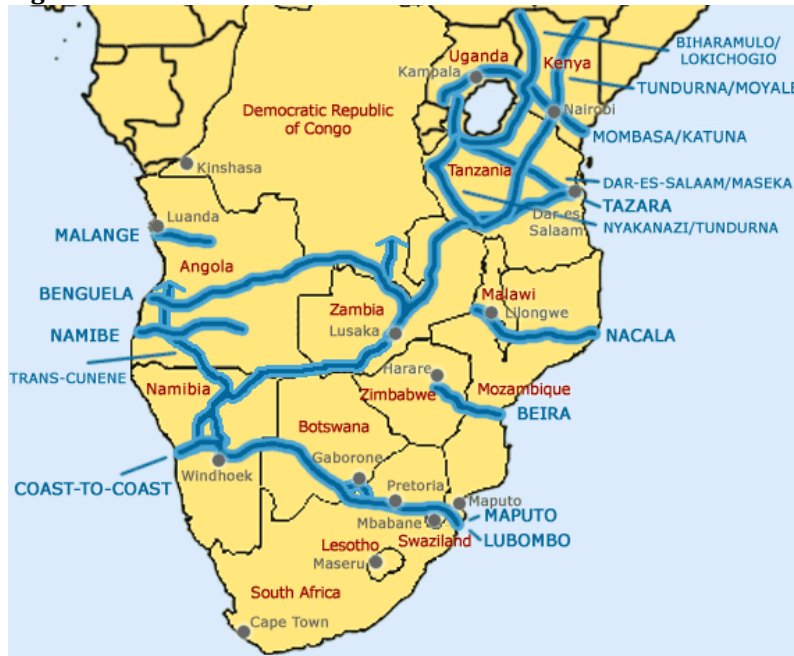 BIHARAMULO/
LOKICHOGIO
Uganda
Kenya
Kampala
TUNDURNA/MOYALE
Democratic Republic
of Congo
Nairobi
MOMBASA/KATUNA
Kinshasa
Tanzania
DAR-ES-SALAAM/MASEKA
TAZARA
Dar-es
Salaam
NYAKANAZI/TUNDURNA
Luanda
MALANGE
Angola
BENGUELA
Zambia
Malawi
Lilongwe
NAMIBE
Lusaka
NACALA
TRANS-CUNENE
Namibia
Harare
Zimbabwe
Mozambique
BEIRA
Botswana
Gaborone
Windhoek
COAST-TO-COAST
Pretoria
Maputo
MAPUTO
Mbabane
Swaziland
LUBOMBO
Lesotho
Maseru
South Africa
Cape Town